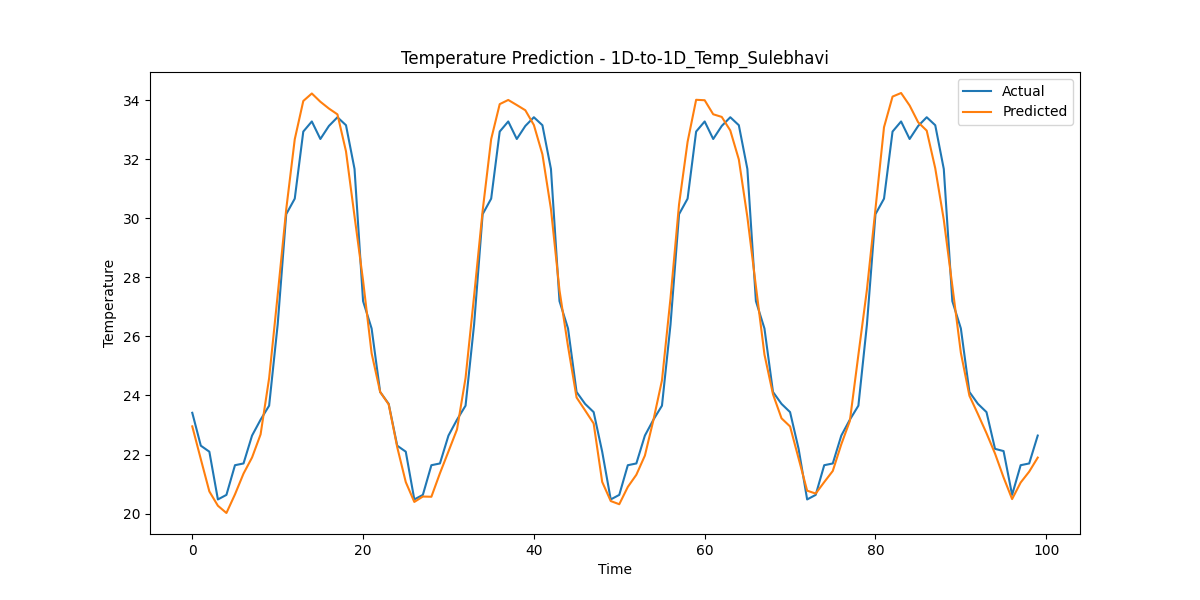 Temperature Prediction - 1D-to-1D_Temp_Sulebhavi
Actual
Predicted
34
32
30
28
26
24
22
20
Temperature
0 20 40 60 80 100
Time